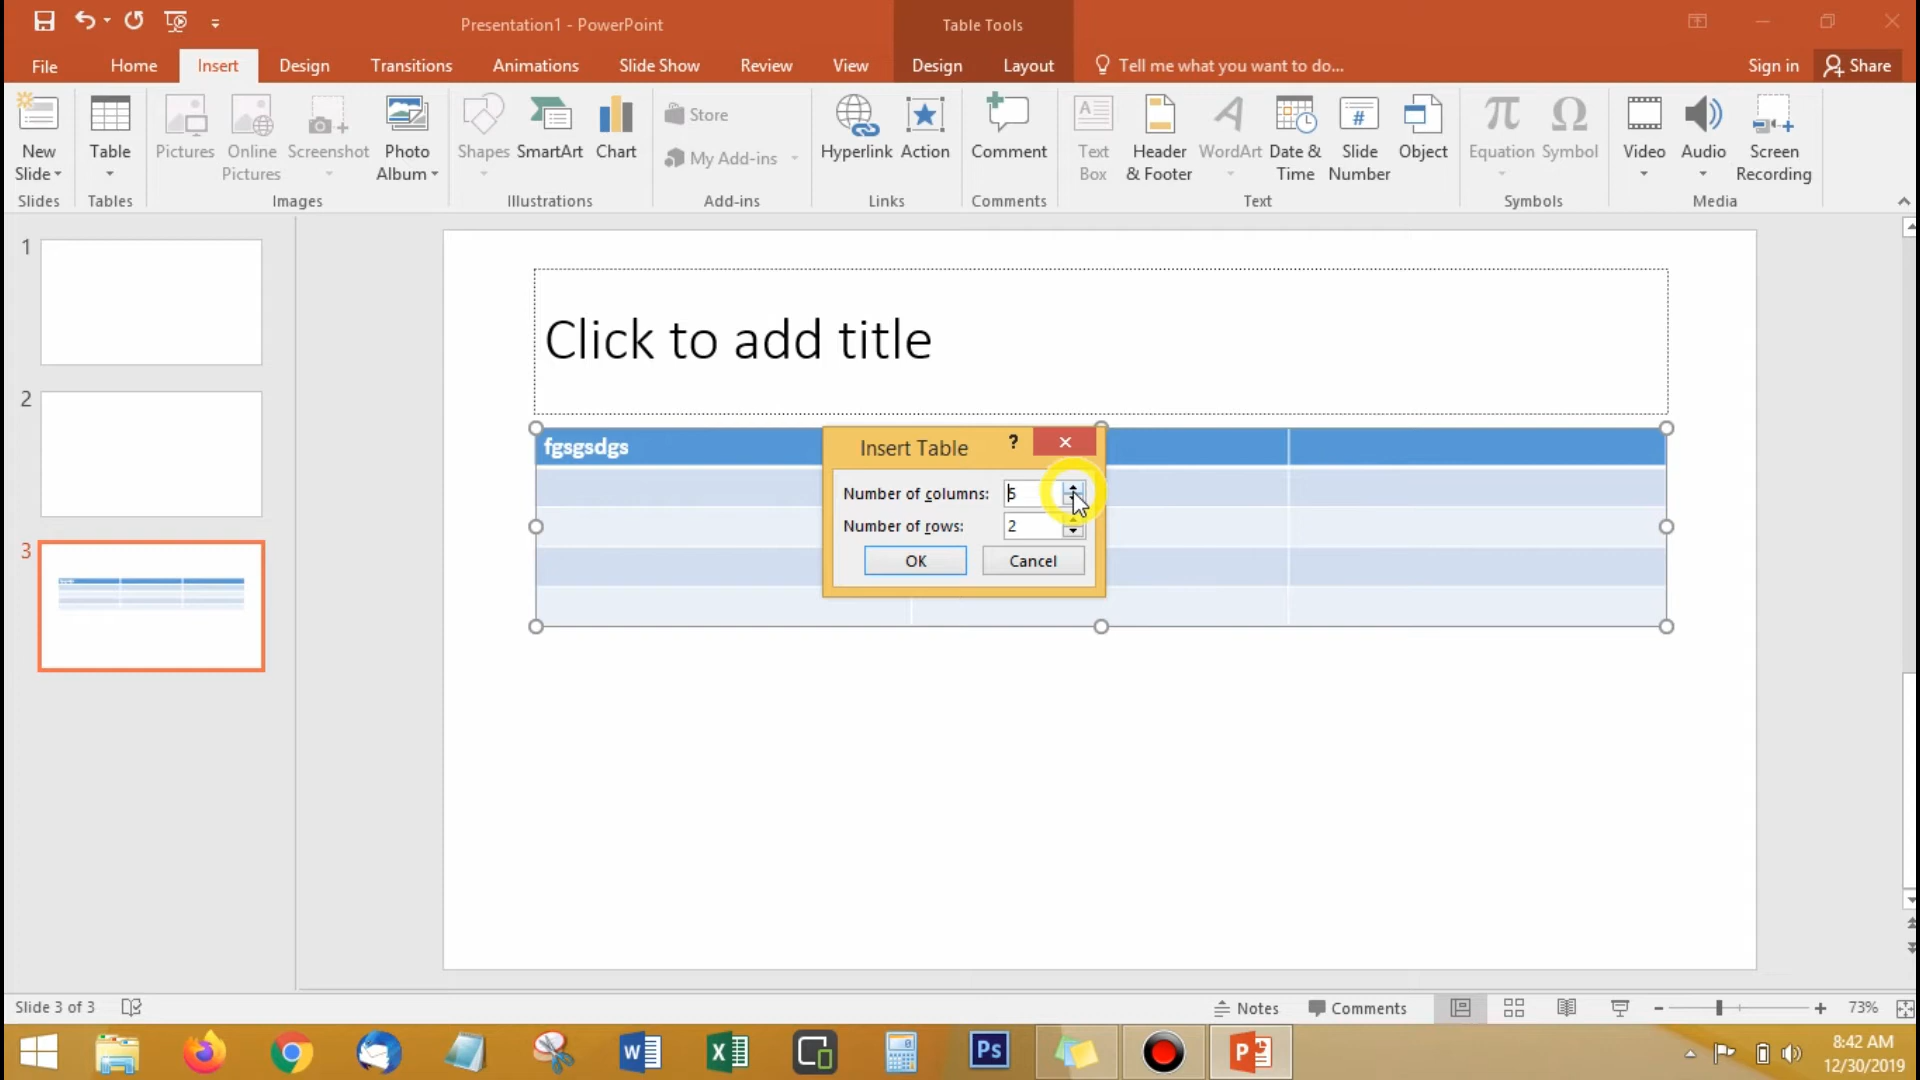 Presentation1 - PowerPoint
Table Tools
File Home Insert Design Transitions Animations Slide Show Review View Design Layout Tell me what you want to do... Sign in Share
New Slide
Table
Pictures
Online Pictures
Screenshot
Photo Album
Shapes
SmartArt
Chart
Store
My Add-ins
Hyperlink
Action
Comment
A
Text Box
Header & Footer
A
WordArt
Date & Time
#
Slide Number
Object
π
Equation
Ω
Symbol
Video
Audio
Screen Recording
Slides Tables Images Illustrations Add-ins Links Comments Text Symbols Media
1
2
3
Click to add title
fgsgsdgs
Insert Table ?
Number of columns: 5
Number of rows: 2
OK Cancel
Slide 3 of 3 Notes Comments 73%
W X Ps P
8:42 AM
12/30/2019